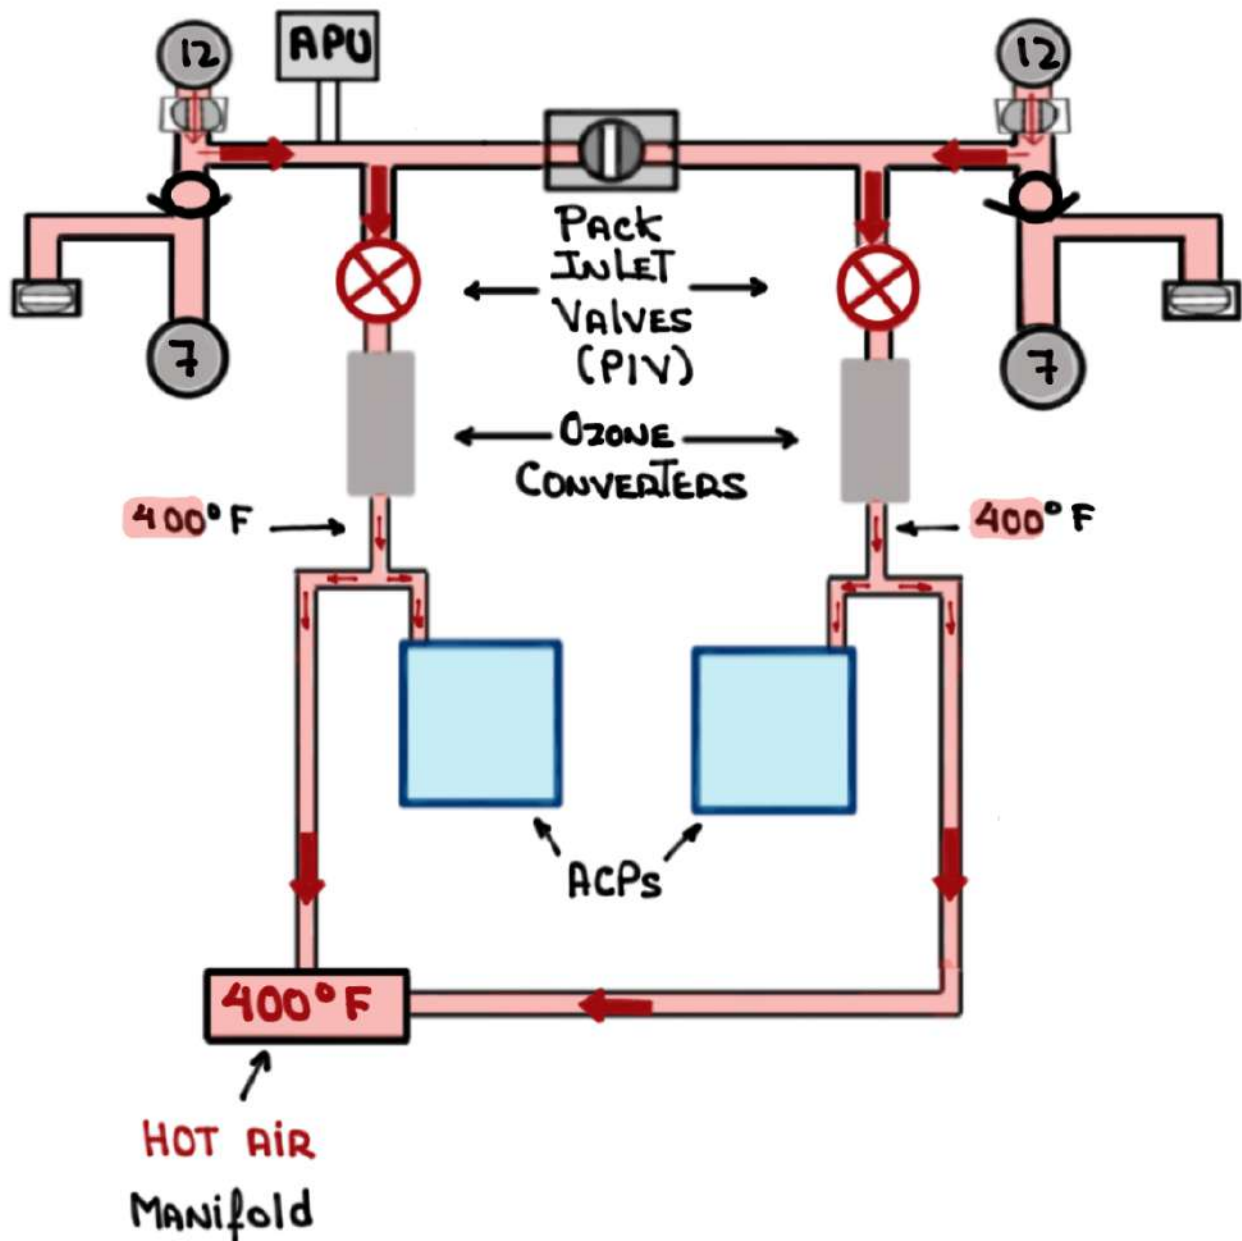 12
APU
12
PACK
INLET
VALVES
(PIV)
7
7
OZONE
CONVERTERS
400°F
400°F
ACPs
400°F
HOT AiR
MANifold